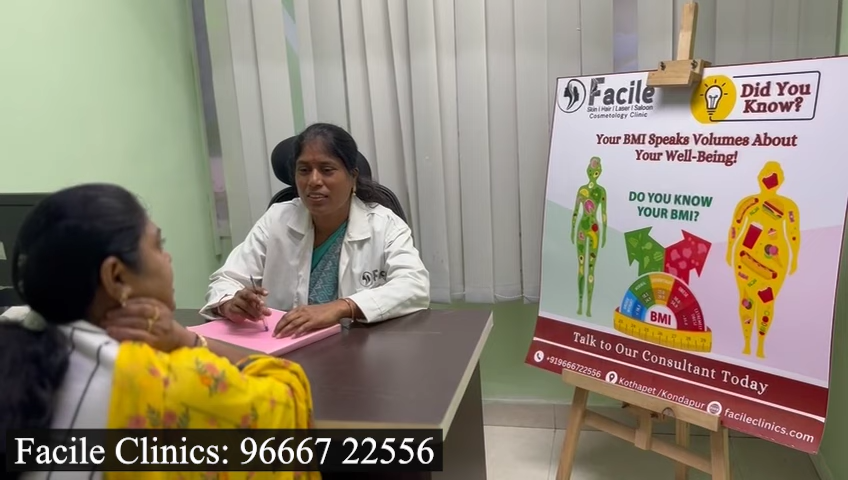 Facile
Skin | Hair | Laser | Saloon
Cosmetology Clinic
Did You
Know?
Your BMI Speaks Volumes About
Your Well-Being!
DO YOU KNOW
YOUR BMI?
BMI
Talk to Our Consultant Today
+919666722556
Kothapet /Kondapur
facileclinics.com
Facile Clinics: 96667 22556